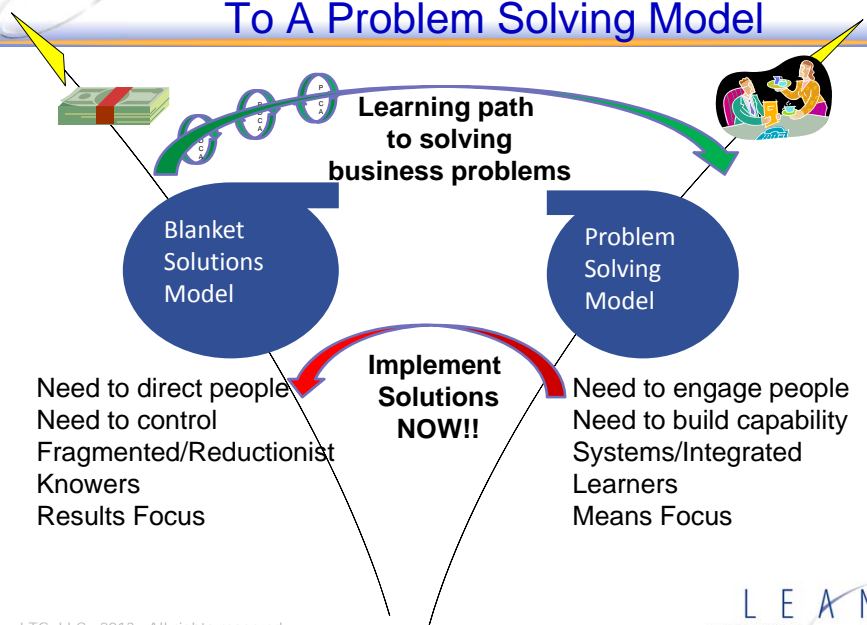 To A Problem Solving Model
P
D
C
A
P
D
C
A
P
D
C
A
Learning path
to solving
business problems
Blanket
Solutions
Model
Problem
Solving
Model
Implement
Solutions
NOW!!
Need to direct people
Need to control
Fragmented/Reductionist
Knowers
Results Focus
Need to engage people
Need to build capability
Systems/Integrated
Learners
Means Focus
LEAN